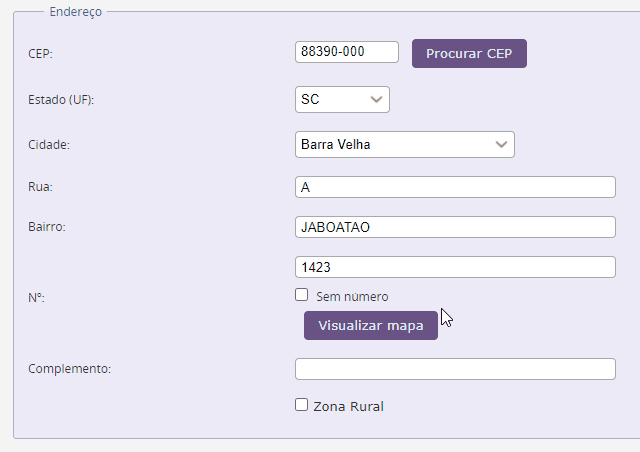 Endereço
CEP: 88390-000 Procurar CEP
Estado (UF): SC
Cidade: Barra Velha
Rua: A
Bairro: JABOATAO
1423
Nº: Sem número
Visualizar mapa
Complemento:
Zona Rural